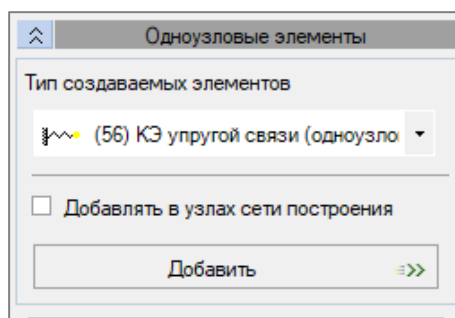 Одноузловые элементы
Тип создаваемых элементов
(56) КЭ упругой связи (одноузло
Добавлять в узлах сети построения
Добавить